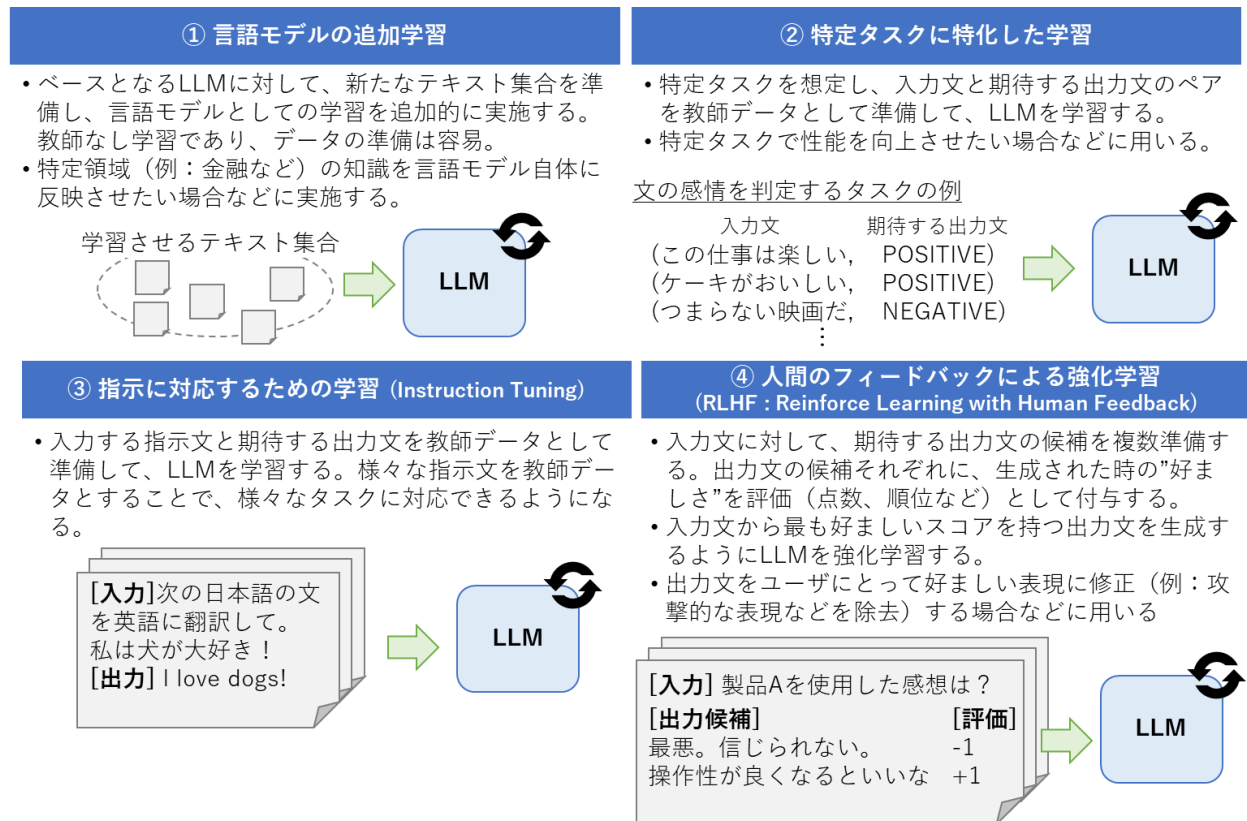 ① 言語モデルの追加学習
• ベースとなるLLMに対して、新たなテキスト集合を準
備し、言語モデルとしての学習を追加的に実施する。
教師なし学習であり、データの準備は容易。
• 特定領域（例：金融など）の知識を言語モデル自体に
反映させたい場合などに実施する。
学習させるテキスト集合
LLM
② 特定タスクに特化した学習
• 特定タスクを想定し、入力文と期待する出力文のペア
を教師データとして準備して、LLMを学習する。
• 特定タスクで性能を向上させたい場合などに用いる。
文の感情を判定するタスクの例
入力文 期待する出力文
(この仕事は楽しい, POSITIVE)
(ケーキがおいしい, POSITIVE)
(つまらない映画だ, NEGATIVE)
⋮
LLM
③ 指示に対応するための学習 (Instruction Tuning)
• 入力する指示文と期待する出力文を教師データとして
準備して、LLMを学習する。様々な指示文を教師デー
タとすることで、様々なタスクに対応できるようにな
る。
[入力]次の日本語の文
を英語に翻訳して。
私は犬が大好き！
[出力] I love dogs!
LLM
④ 人間のフィードバックによる強化学習
(RLHF : Reinforce Learning with Human Feedback)
• 入力文に対して、期待する出力文の候補を複数準備す
る。出力文の候補それぞれに、生成された時の”好ま
しさ”を評価（点数、順位など）として付与する。
• 入力文から最も好ましいスコアを持つ出力文を生成す
るようにLLMを強化学習する。
• 出力文をユーザにとって好ましい表現に修正（例：攻
撃的な表現などを除去）する場合などに用いる
[入力] 製品Aを使用した感想は？
[出力候補] [評価]
最悪。信じられない。 -1
操作性が良くなるといいな +1
LLM